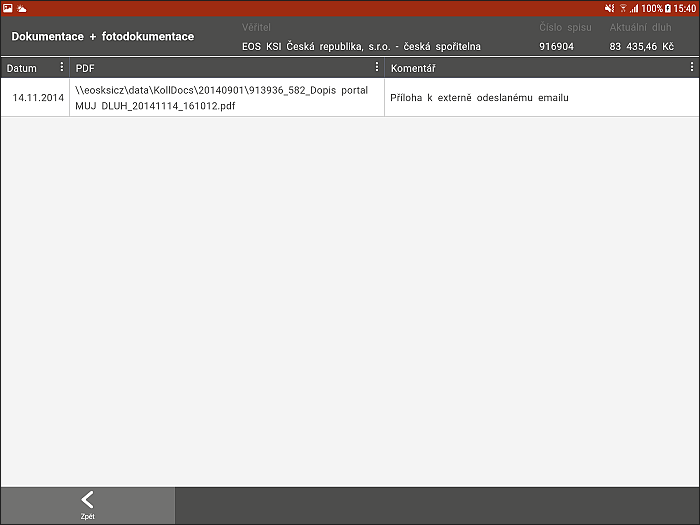 100% 15:40
Dokumentace + fotodokumentace
Věřitel
EOS KSI Česká republika, s.r.o. - česká spořitelna
Číslo spisu
916904
Aktuální dluh
83 435,46 Kč
Datum
PDF
Komentář
14.11.2014
\\eosksicz\data\KollDocs\20140901\913936_582_Dopis portal
MUJ DLUH_20141114_161012.pdf
Příloha k externě odeslanému emailu
Zpět